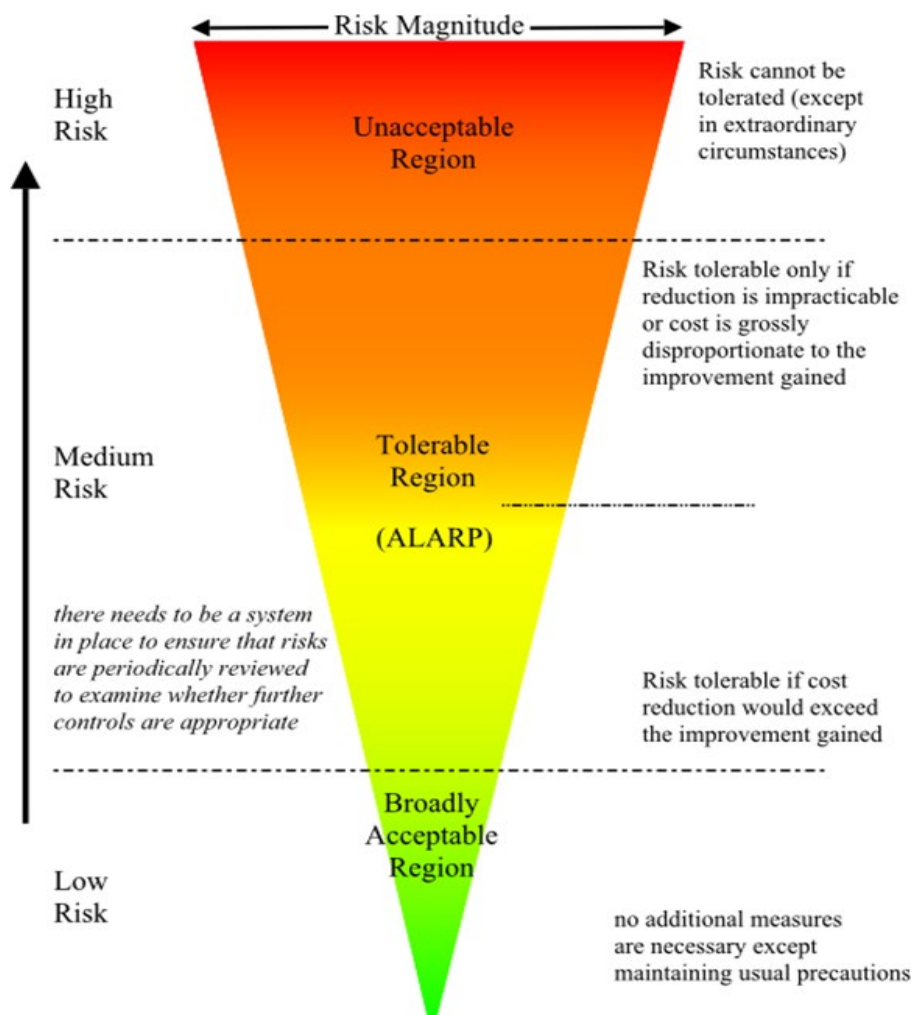 Risk Magnitude
High
Risk
Unacceptable
Region
Risk cannot be
tolerated (except
in extraordinary
circumstances)
Risk tolerable only if
reduction is impracticable
or cost is grossly
disproportionate to the
improvement gained
Medium
Risk
Tolerable
Region
(ALARP)
there needs to be a system
in place to ensure that risks
are periodically reviewed
to examine whether further
controls are appropriate
Risk tolerable if cost
reduction would exceed
the improvement gained
Broadly
Acceptable
Region
Low
Risk
no additional measures
are necessary except
maintaining usual precautions